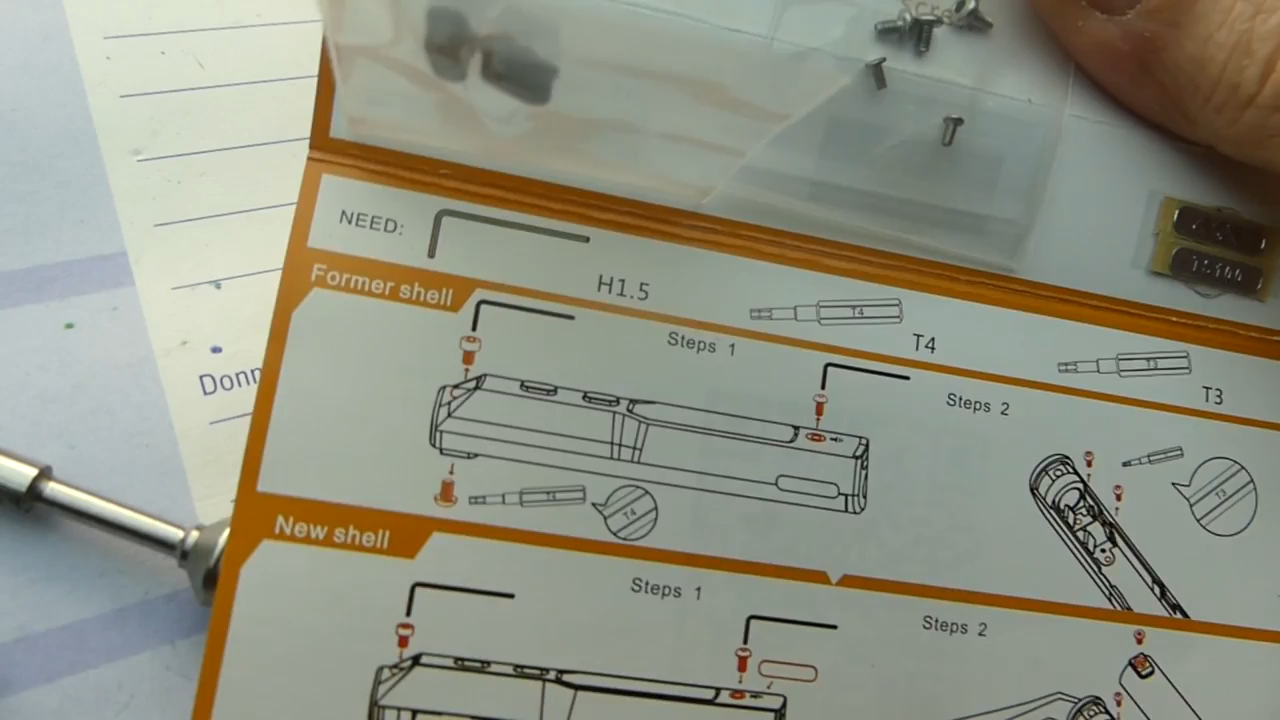 NEED:
H1.5
T4
T4
T3
T3
Former shell
Steps 1
Steps 2
T4
T3
New shell
Steps 1
Steps 2